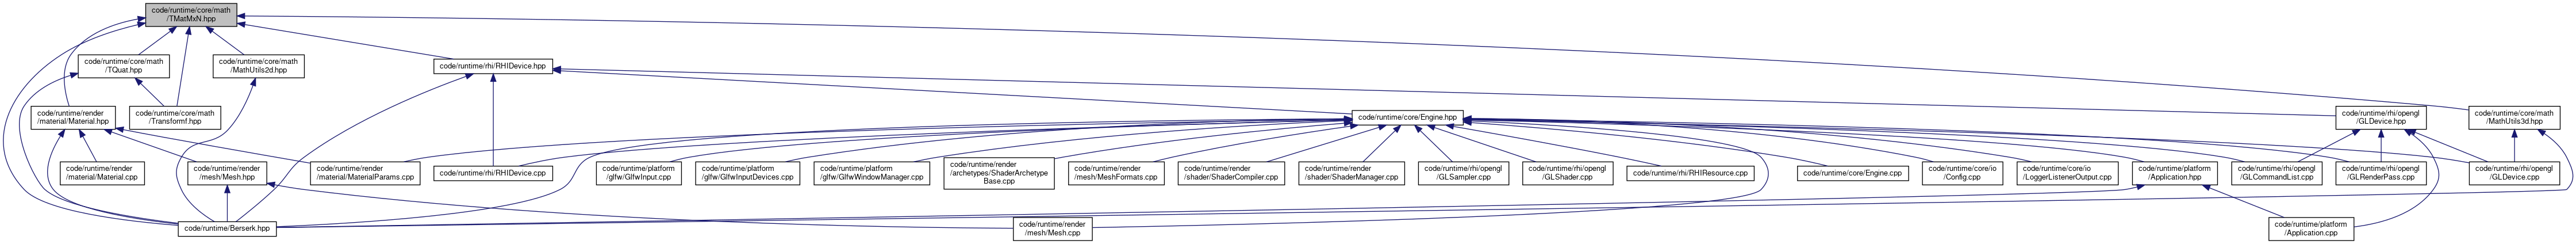 code/runtime/core/math
/TMatMxN.hpp
code/runtime/core/math
/TQuat.hpp
code/runtime/core/math
/MathUtils2d.hpp
code/runtime/rhi/RHIDevice.hpp
code/runtime/render
/material/Material.hpp
code/runtime/core/math
/Transformf.hpp
code/runtime/core/Engine.hpp
code/runtime/rhi/opengl
/GLDevice.hpp
code/runtime/core/math
/MathUtils3d.hpp
code/runtime/render
/material/Material.cpp
code/runtime/render
/mesh/Mesh.hpp
code/runtime/render
/material/MaterialParams.cpp
code/runtime/rhi/RHIDevice.cpp
code/runtime/platform
/glfw/GlfwInput.cpp
code/runtime/platform
/glfw/GlfwInputDevices.cpp
code/runtime/platform
/glfw/GlfwWindowManager.cpp
code/runtime/render
/archetypes/ShaderArchetype
Base.cpp
code/runtime/render
/mesh/MeshFormats.cpp
code/runtime/render
/shader/ShaderCompiler.cpp
code/runtime/render
/shader/ShaderManager.cpp
code/runtime/rhi/opengl
/GLSampler.cpp
code/runtime/rhi/opengl
/GLShader.cpp
code/runtime/rhi/RHIResource.cpp
code/runtime/core/Engine.cpp
code/runtime/core/io
/Config.cpp
code/runtime/core/io
/LoggerListenerOutput.cpp
code/runtime/platform
/Application.hpp
code/runtime/rhi/opengl
/GLCommandList.cpp
code/runtime/rhi/opengl
/GLRenderPass.cpp
code/runtime/rhi/opengl
/GLDevice.cpp
code/runtime/Berserk.hpp
code/runtime/render
/mesh/Mesh.cpp
code/runtime/platform
/Application.cpp